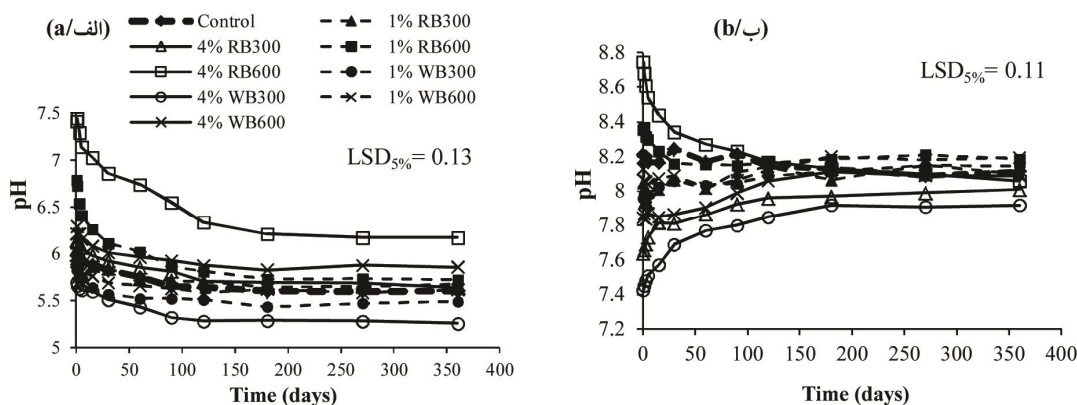 (a/الف)
Control
4% RB300
4% RB600
4% WB300
4% WB600
1% RB300
1% RB600
1% WB300
1% WB600
LSD5%= 0.13
pH
7.5
7
6.5
6
5.5
5
0 50 100 150 200 250 300 350 400
Time (days)
(b/ب)
LSD5%= 0.11
pH
8.8
8.6
8.4
8.2
8
7.8
7.6
7.4
7.2
0 50 100 150 200 250 300 350 400
Time (days)